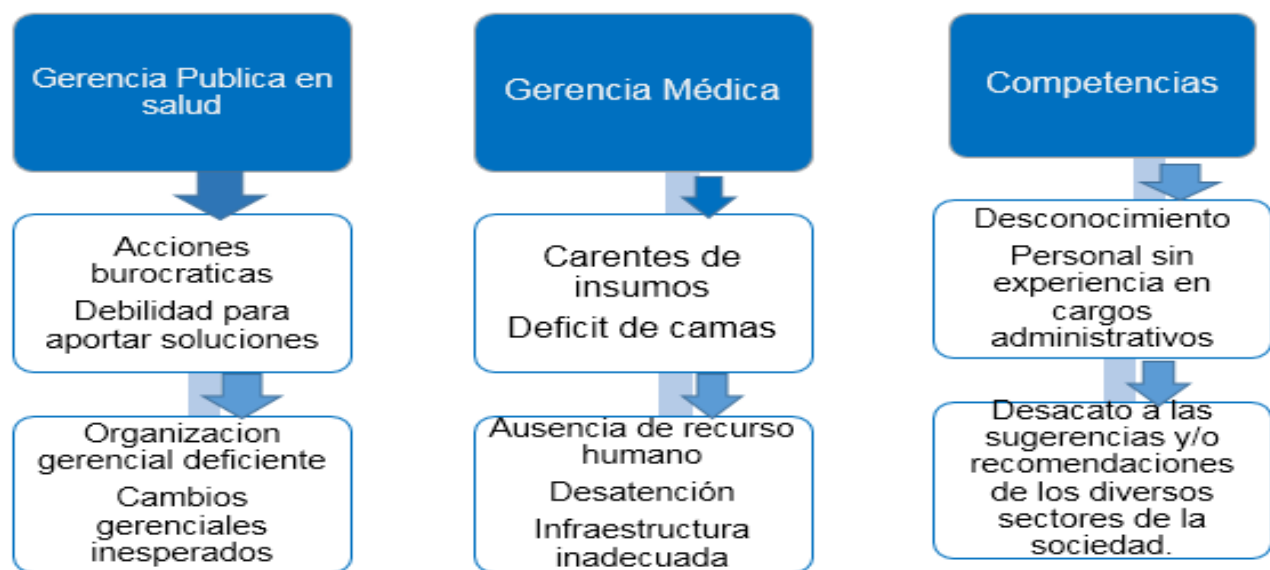 Gerencia Publica en
salud
Acciones
burocraticas
Debilidad para
aportar soluciones
Organizacion
gerencial deficiente
Cambios
gerenciales
inesperados
Gerencia Médica
Carentes de
insumos
Deficit de camas
Ausencia de recurso
humano
Desatención
Infraestructura
inadecuada
Competencias
Desconocimiento
Personal sin
experiencia en
cargos
administrativos
Desacato a las
sugerencias y/o
recomendaciones
de los diversos
sectores de la
sociedad.